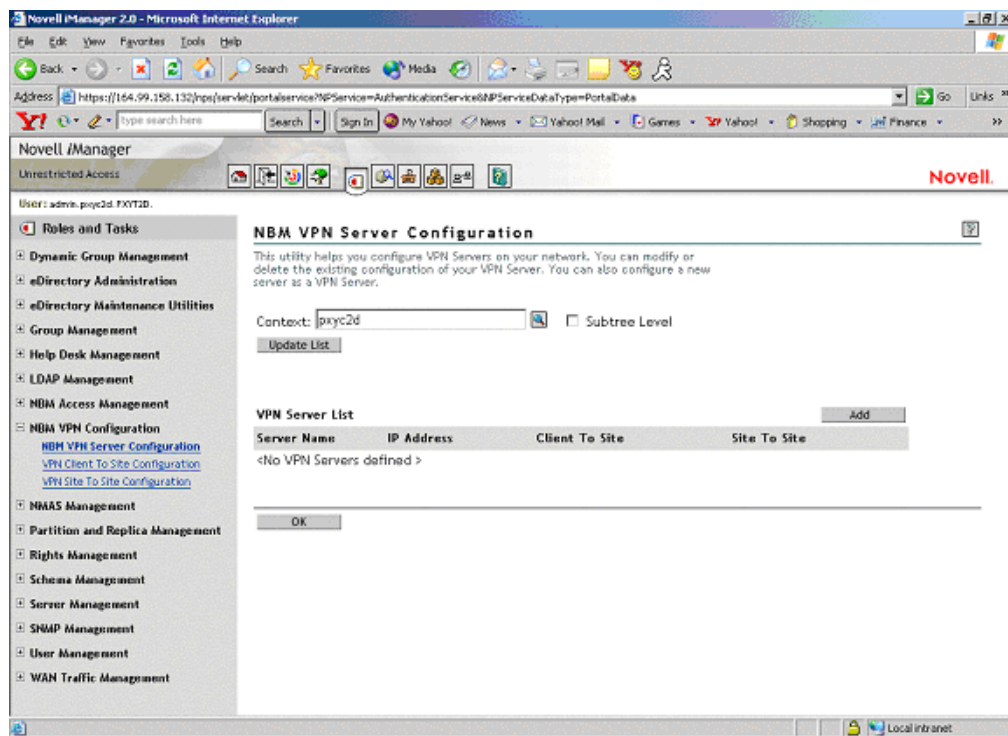 Novell iManager 2.0 - Microsoft Internet Explorer
File Edit View Favorites Tools Help
Back Search Favorites Media
Address https://164.99.158.132/nps/servlet/portalservice?NPService=AuthenticationService&NPServiceDataType=PortalData Go Links
Y! type search here Search Sign In My Yahoo! News Yahoo! Mail Games Yahoo! Shopping Finance
Novell iManager
Unrestricted Access
Novell.
User: admin.pxyc2d.PXYT2D.
Roles and Tasks
Dynamic Group Management
eDirectory Administration
eDirectory Maintenance Utilities
Group Management
Help Desk Management
LDAP Management
NBM Access Management
NBM VPN Configuration
NBM VPN Server Configuration
VPN Client To Site Configuration
VPN Site To Site Configuration
NMAS Management
Partition and Replica Management
Rights Management
Schema Management
Server Management
SNMP Management
User Management
WAN Traffic Management
NBM VPN Server Configuration
This utility helps you configure VPN Servers on your network. You can modify or
delete the existing configuration of your VPN Server. You can also configure a new
server as a VPN Server.
Context: pxyc2d Subtree Level
Update List
VPN Server List Add
Server Name IP Address Client To Site Site To Site
<No VPN Servers defined >
OK
Local intranet